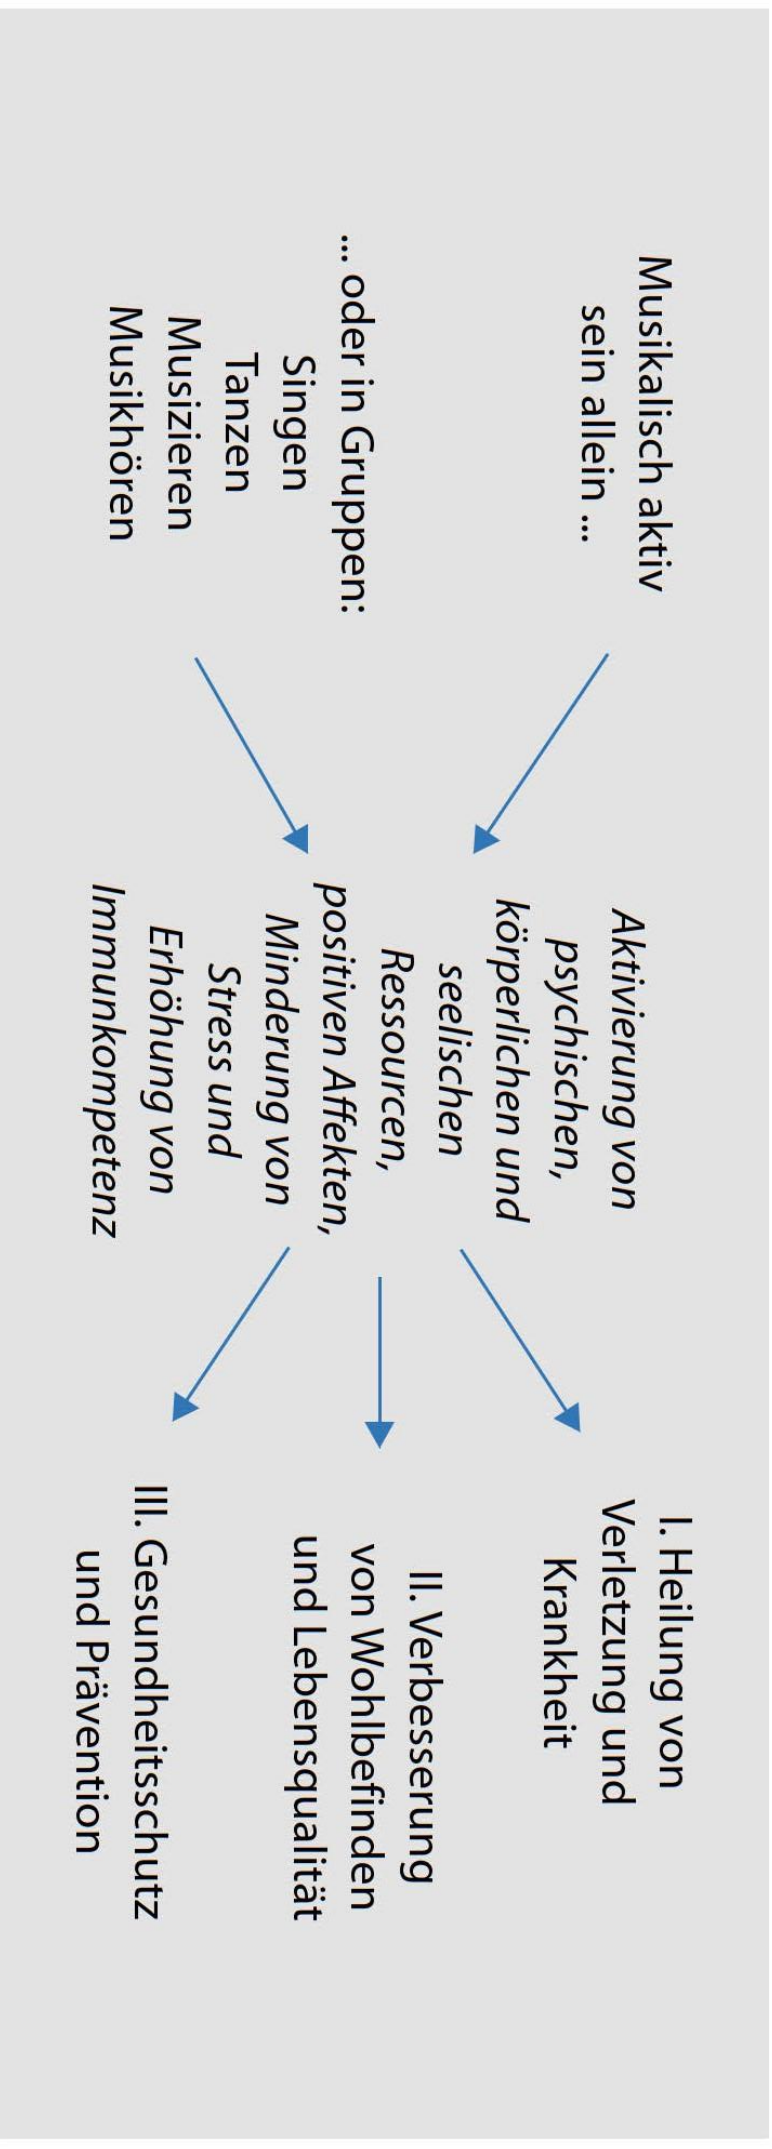 Musikalisch aktiv
sein allein ...
... oder in Gruppen:
Singen
Tanzen
Musizieren
Musikhören
Aktivierung von
psychischen,
körperlichen und
seelischen
Ressourcen,
positiven Affekten,
Minderung von
Stress und
Erhöhung von
Immunkompetenz
I. Heilung von
Verletzung und
Krankheit
II. Verbesserung
von Wohlbefinden
und Lebensqualität
III. Gesundheitsschutz
und Prävention